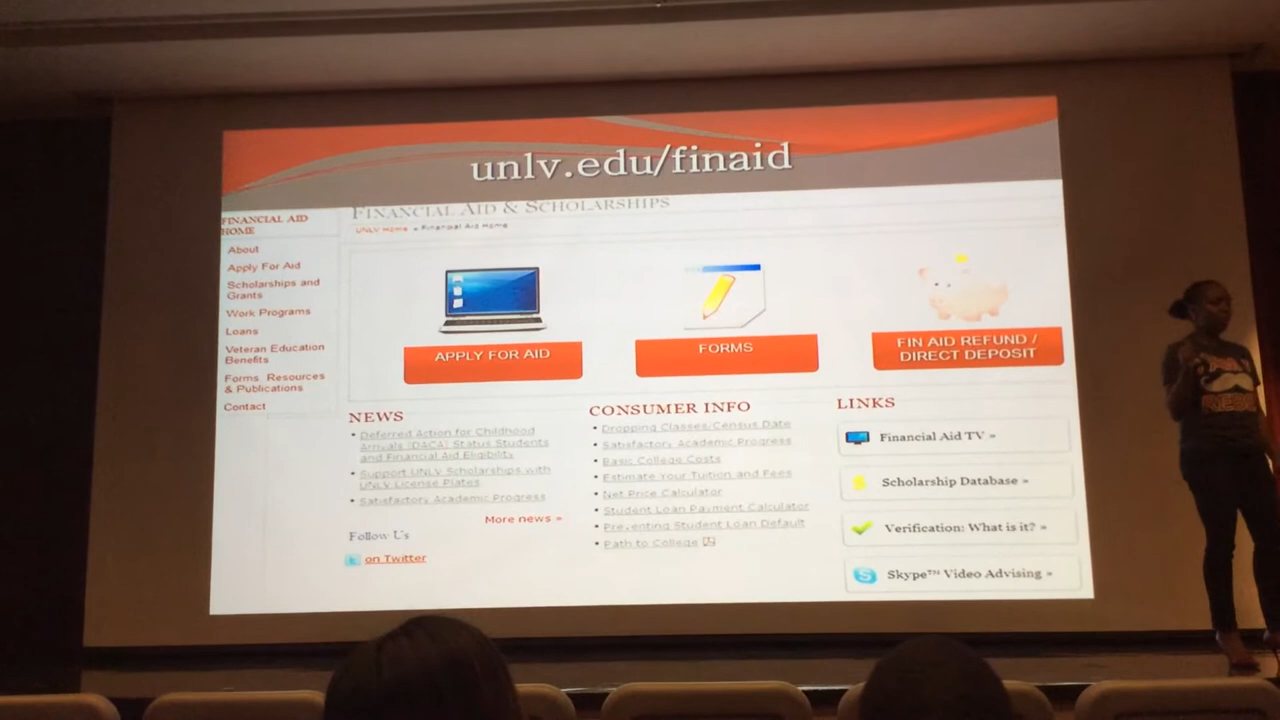 unlv.edu/finaid
FINANCIAL AID & SCHOLARSHIPS
UNLV Home » Financial Aid Home
FINANCIAL AID
HOME
About
Apply For Aid
Scholarships and
Grants
Work Programs
Loans
Veteran Education
Benefits
Forms, Resources
& Publications
Contact
APPLY FOR AID
FORMS
FIN AID REFUND /
DIRECT DEPOSIT
NEWS
• Deferred Action for Childhood
Arrivals (DACA) Status Students
and Financial Aid Eligibility
• Support UNLV Scholarships with
UNLV License Plates
• Satisfactory Academic Progress
More news »
Follow Us
on Twitter
CONSUMER INFO
• Dropping Classes/Census Date
• Satisfactory Academic Progress
• Basic College Costs
• Estimate Your Tuition and Fees
• Net Price Calculator
• Student Loan Payment Calculator
• Preventing Student Loan Default
• Path to College
LINKS
Financial Aid TV »
Scholarship Database »
Verification: What is it? »
Skype™ Video Advising »